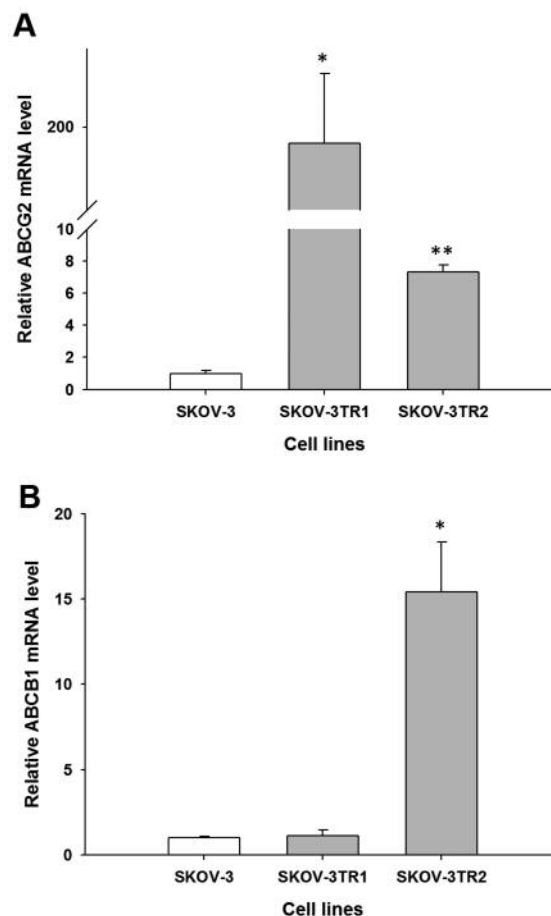 A
Relative ABCG2 mRNA level
200
10
8
6
4
2
0
*
**
SKOV-3 SKOV-3TR1 SKOV-3TR2
Cell lines
B
Relative ABCB1 mRNA level
20
15
10
5
0
*
SKOV-3 SKOV-3TR1 SKOV-3TR2
Cell lines